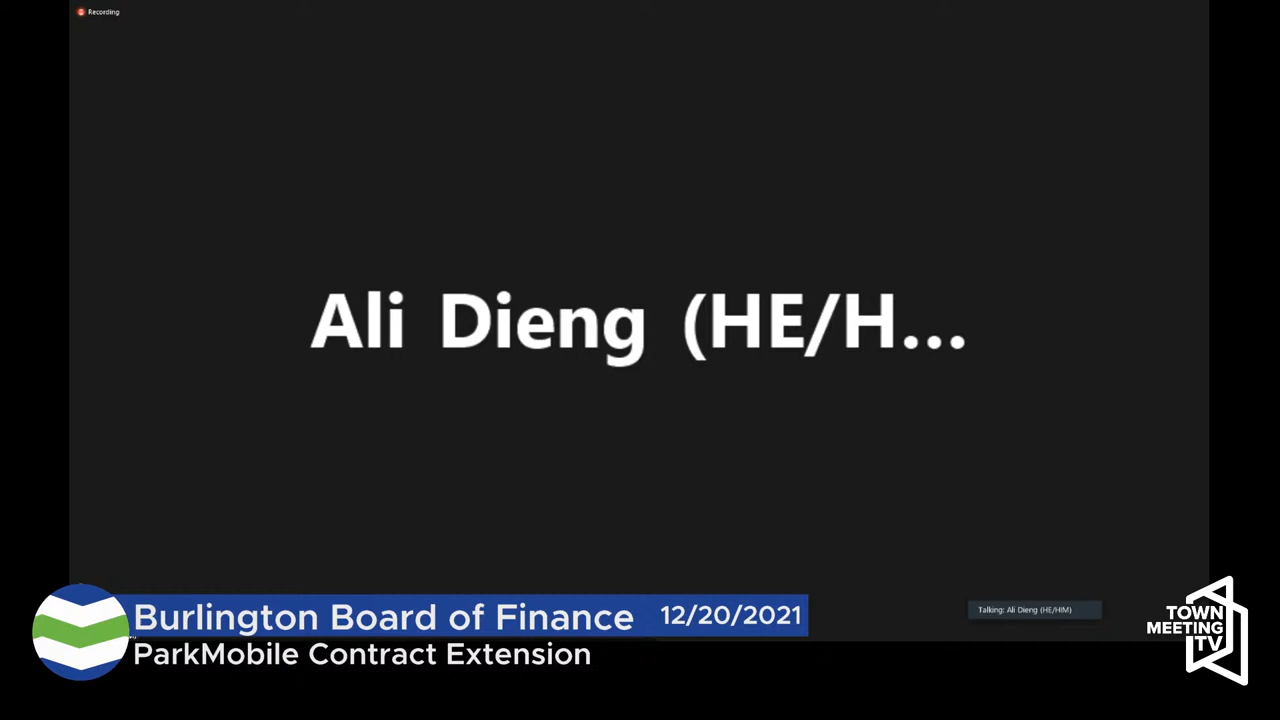 Recording
Ali Dieng (HE/H...
Talking: Ali Dieng (HE/HIM)
Burlington Board of Finance 12/20/2021
ParkMobile Contract Extension
TOWN
MEETING
TV